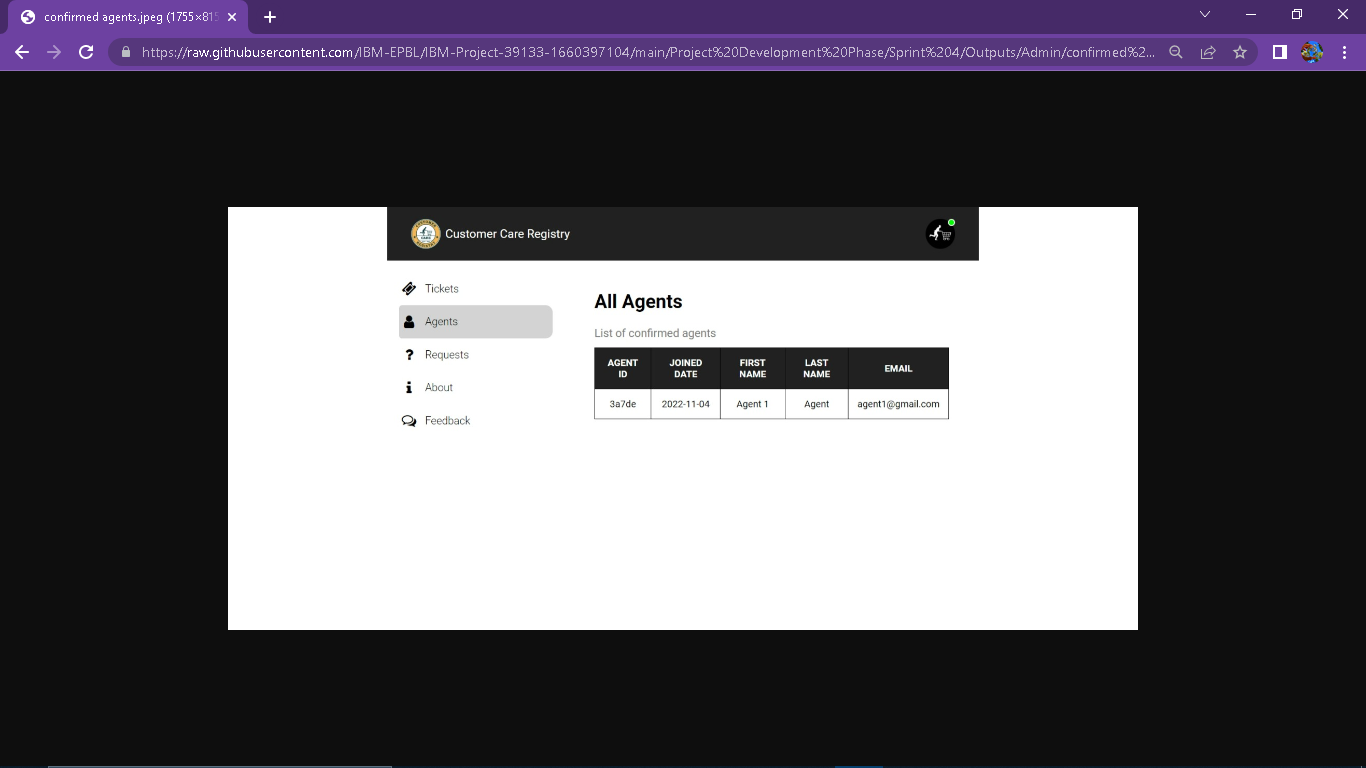 confirmed agents.jpeg (1755×815
https://raw.githubusercontent.com/IBM-EPBL/IBM-Project-39133-1660397104/main/Project%20Development%20Phase/Sprint%204/Outputs/Admin/confirmed%2...
Customer Care Registry
Tickets
Agents
Requests
About
Feedback
All Agents
List of confirmed agents
AGENT ID JOINED DATE FIRST NAME LAST NAME EMAIL
3a7de 2022-11-04 Agent 1 Agent agent1@gmail.com